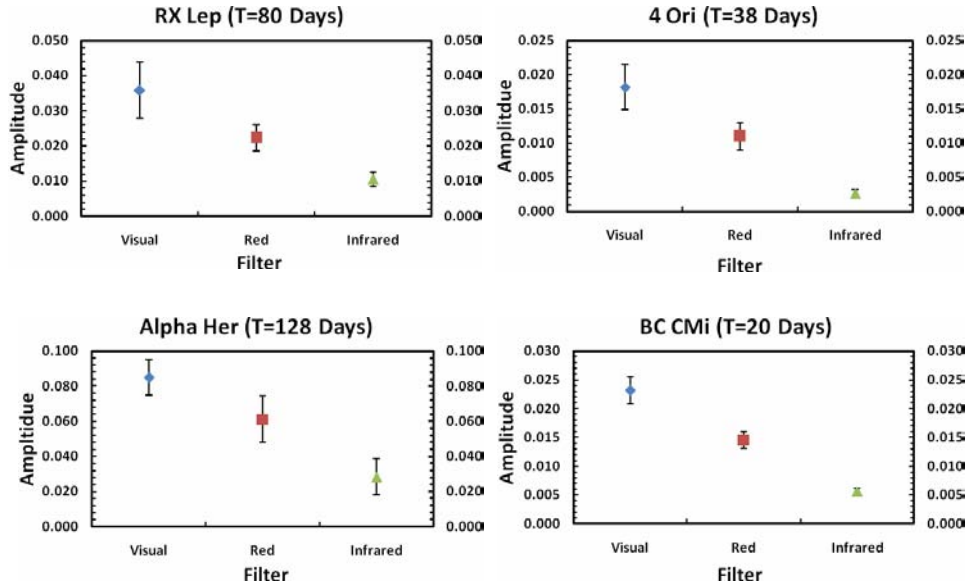 RX Lep (T=80 Days)
Amplitude
0.050 0.050
0.040 0.040
0.030 0.030
0.020 0.020
0.010 0.010
0.000 0.000
Visual Red Infrared
Filter
4 Ori (T=38 Days)
Amplitdue
0.025 0.025
0.020 0.020
0.015 0.015
0.010 0.010
0.005 0.005
0.000 0.000
Visual Red Infrared
Filter
Alpha Her (T=128 Days)
Ampltidue
0.100 0.100
0.080 0.080
0.060 0.060
0.040 0.040
0.020 0.020
0.000 0.000
Visual Red Infrared
Filter
BC CMi (T=20 Days)
Amplitude
0.030 0.030
0.025 0.025
0.020 0.020
0.015 0.015
0.010 0.010
0.005 0.005
0.000 0.000
Visual Red Infrared
Filter